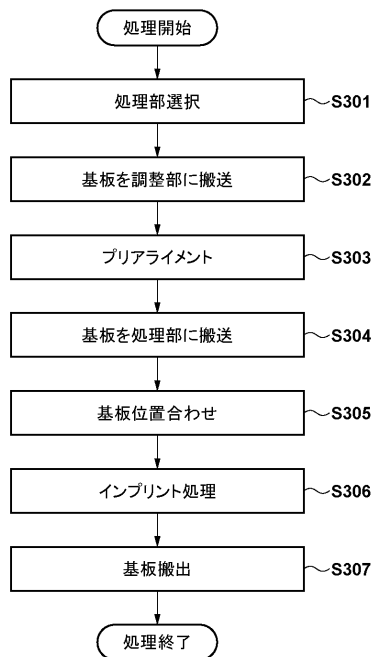 処理開始
処理部選択 S301
基板を調整部に搬送 S302
プリアライメント S303
基板を処理部に搬送 S304
基板位置合わせ S305
インプリント処理 S306
基板搬出 S307
処理終了